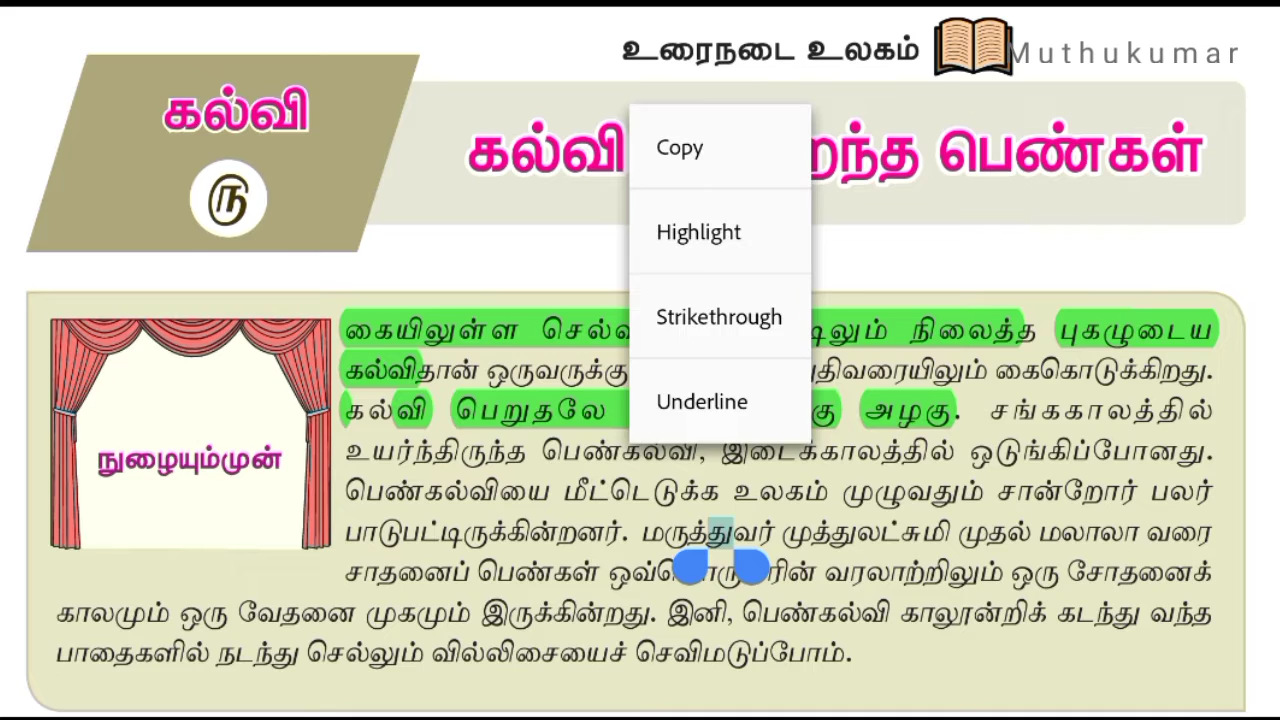 உரைநடை உலகம்
Muthukumar
கல்வி
௫
கல்வி பெண்கள்
Copy
Highlight
Strikethrough
Underline
நுழையும்முன்
கையிலுள்ள நிலைத்த புகழுடைய
கல்விதான் ஒருவருக்கு கைகொடுக்கிறது.
கல்வி பெறுதலே அழகு. சங்ககாலத்தில்
உயர்ந்திருந்த பெண்கல்வி, இடைக்காலத்தில் ஒடுங்கிப்போனது.
பெண்கல்வியை மீட்டெடுக்க உலகம் முழுவதும் சான்றோர் பலர்
பாடுபட்டிருக்கின்றனர். மருத்துவர் முத்துலட்சுமி முதல் மலாலா வரை
சாதனைப் பெண்கள் வரலாற்றிலும் ஒரு சோதனைக்
காலமும் ஒரு வேதனை முகமும் இருக்கின்றது. இனி, பெண்கல்வி காலூன்றிக் கடந்து வந்த
பாதைகளில் நடந்து செல்லும் வில்லிசையைச் செவிமடுப்போம்.